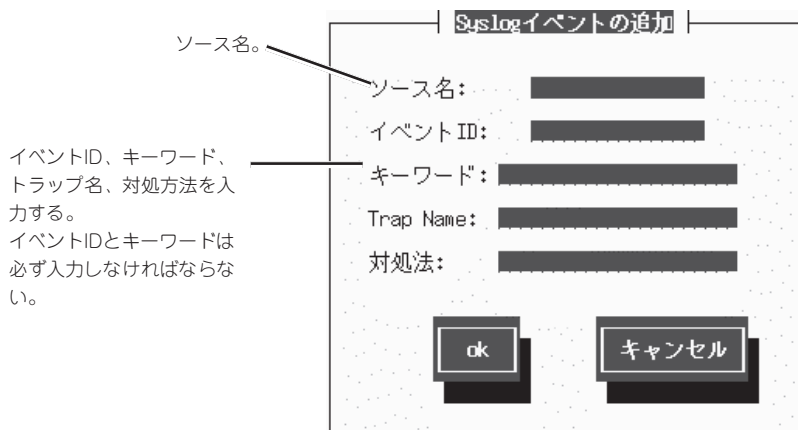 Syslogイベントの追加
ソース名。
ソース名:
イベントID:
イベントID、キーワード、
トラップ名、対処方法を入
力する。
イベントIDとキーワードは
必ず入力しなければならな
い。
キーワード:
Trap Name:
対処法:
ok
キャンセル